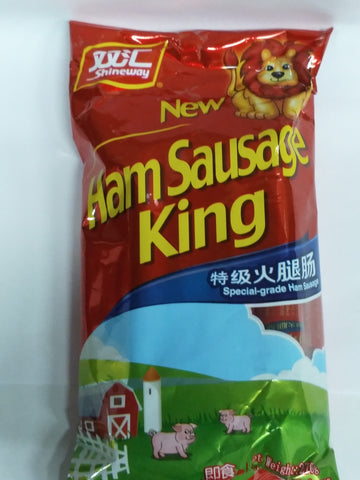 双汇
Shineway
New
Ham Sausage
King
特级火腿肠
Special-grade Ham Sausage
即食